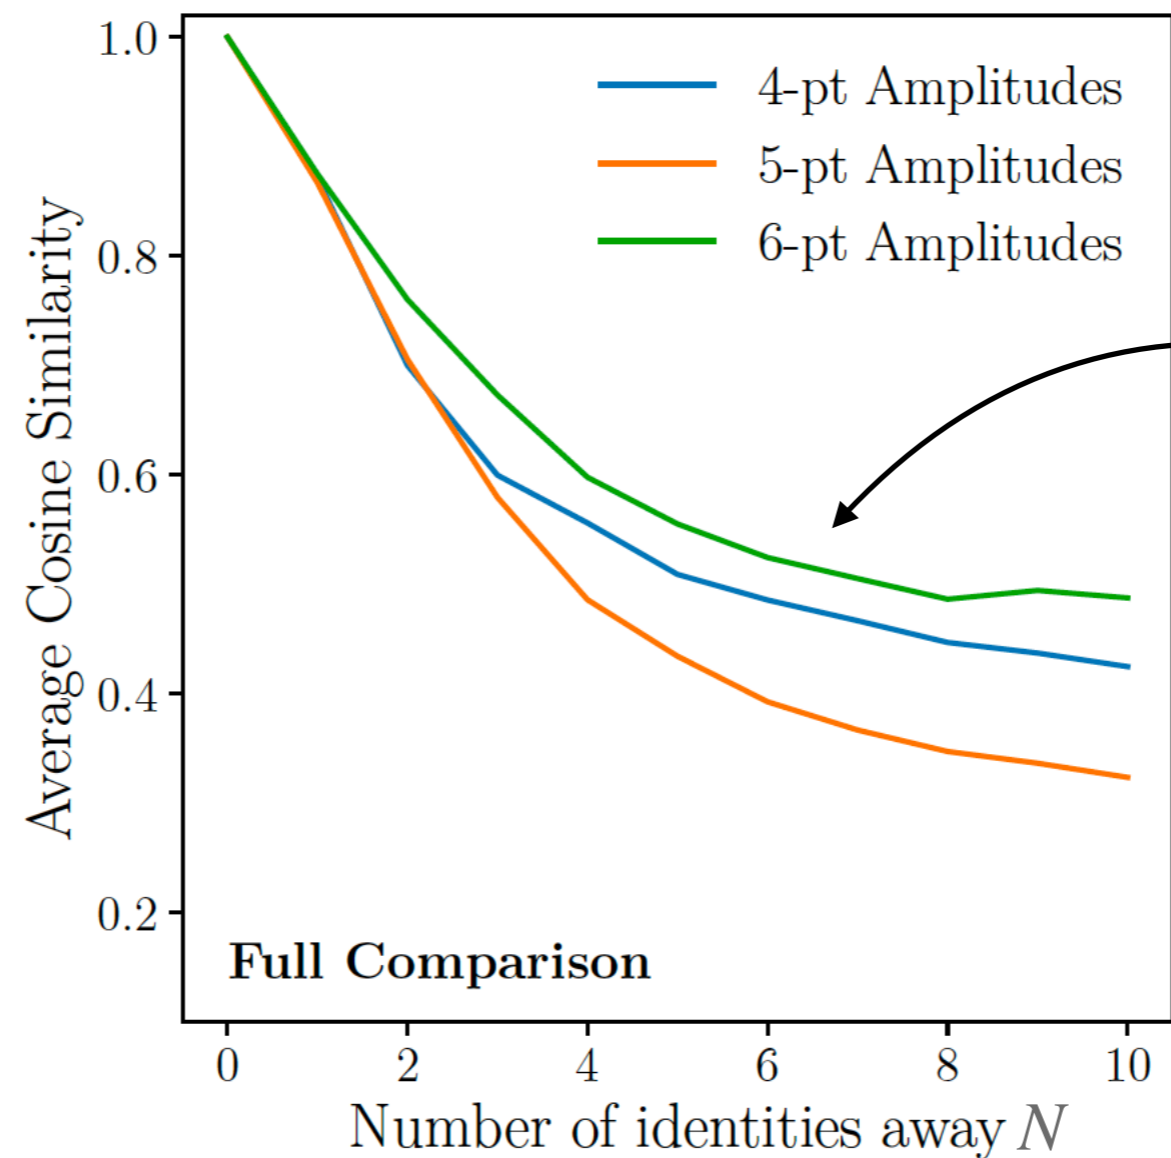 1.0
0.8
0.6
0.4
0.2
Average Cosine Similarity
4-pt Amplitudes
5-pt Amplitudes
6-pt Amplitudes
Full Comparison
0 2 4 6 8 10
Number of identities away N